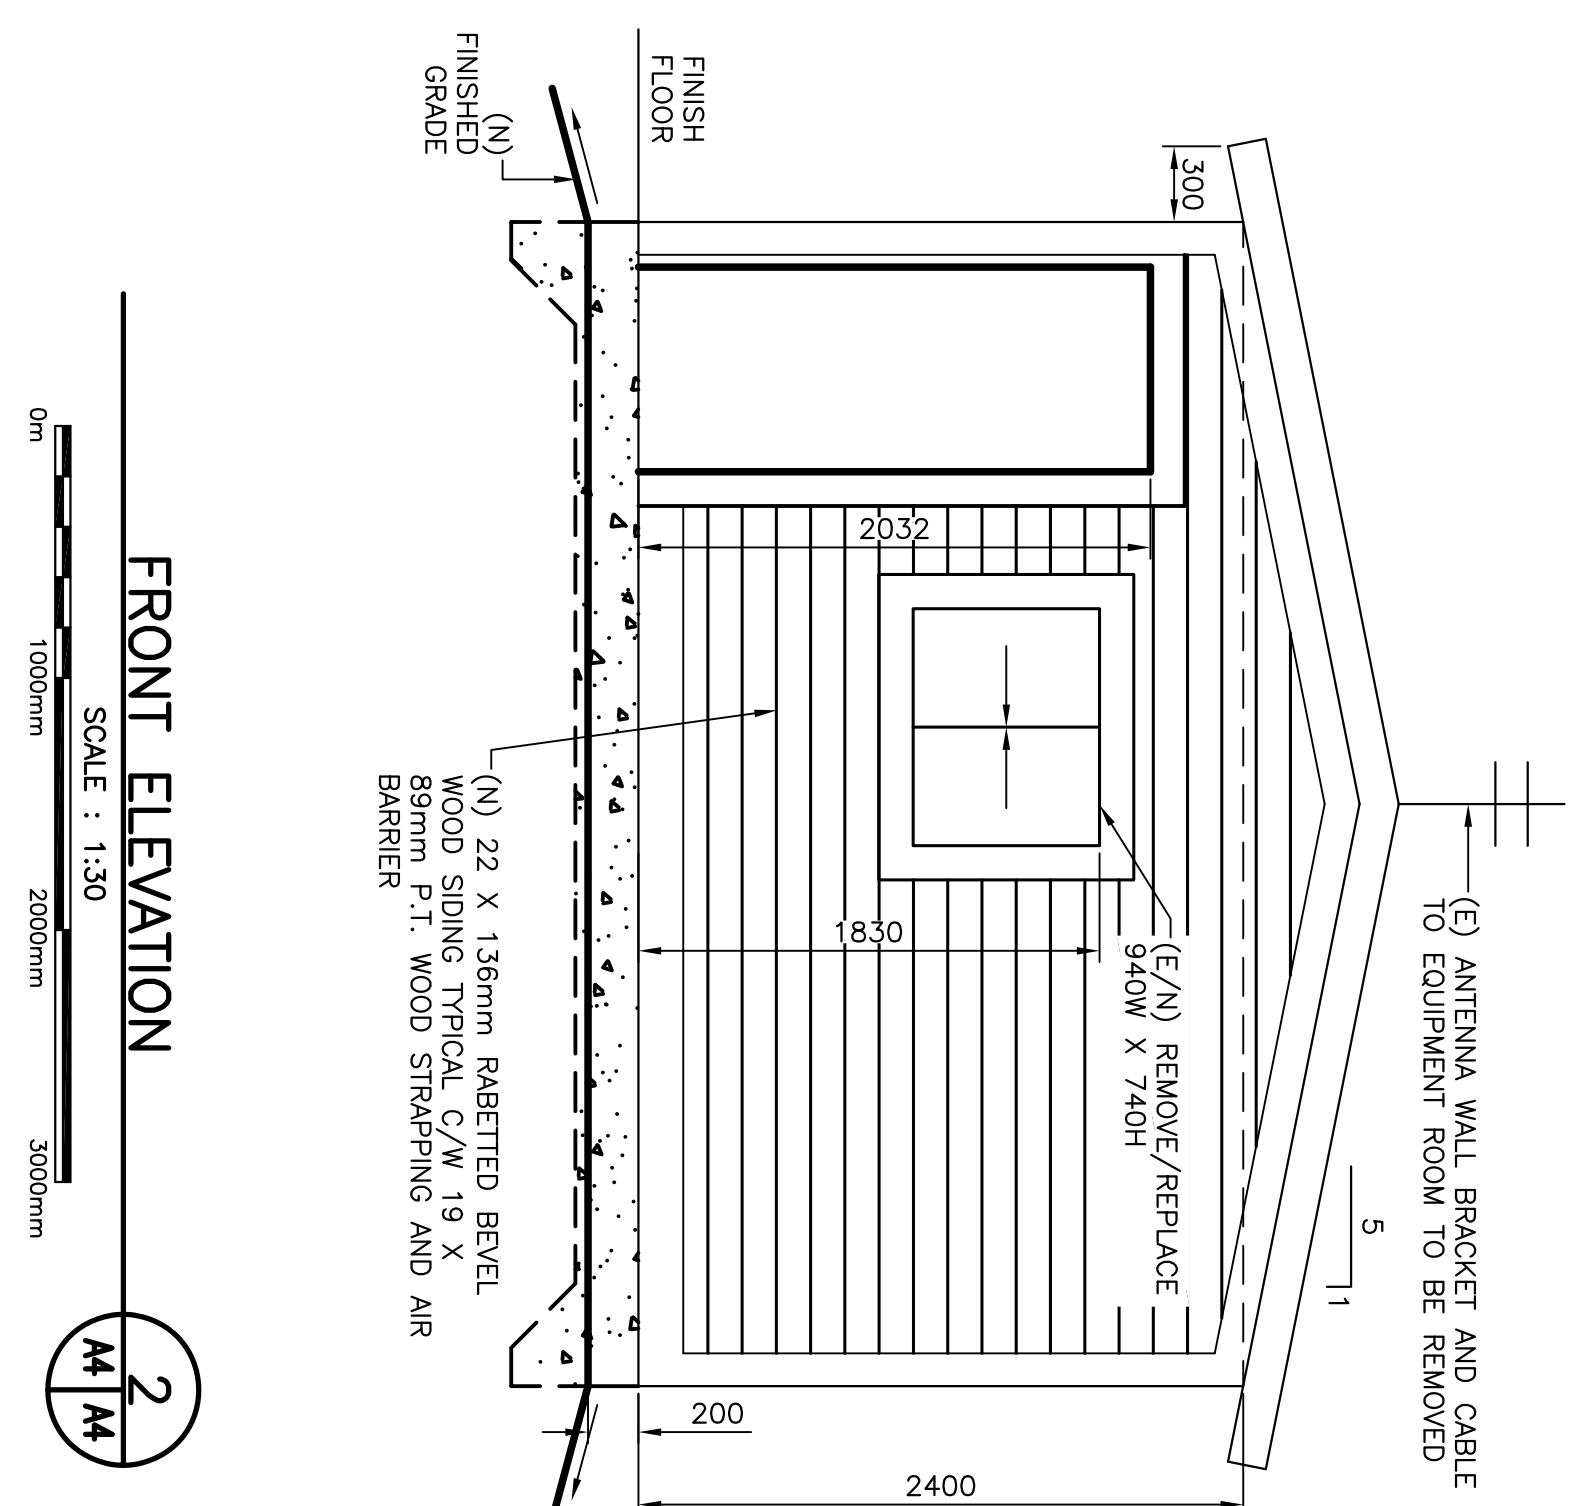 (E) ANTENNA WALL BRACKET AND CABLE
TO EQUIPMENT ROOM TO BE REMOVED
5
1
300
(E/N) REMOVE/REPLACE
940W X 740H
2032
1830
FINISH
FLOOR
200
2400
(N)
FINISHED
GRADE
(N) 22 X 136mm RABETTED BEVEL
WOOD SIDING TYPICAL C/W 19 X
89mm P.T. WOOD STRAPPING AND AIR
BARRIER
FRONT ELEVATION
SCALE : 1:30
0m 1000mm 2000mm 3000mm
2
A4 A4